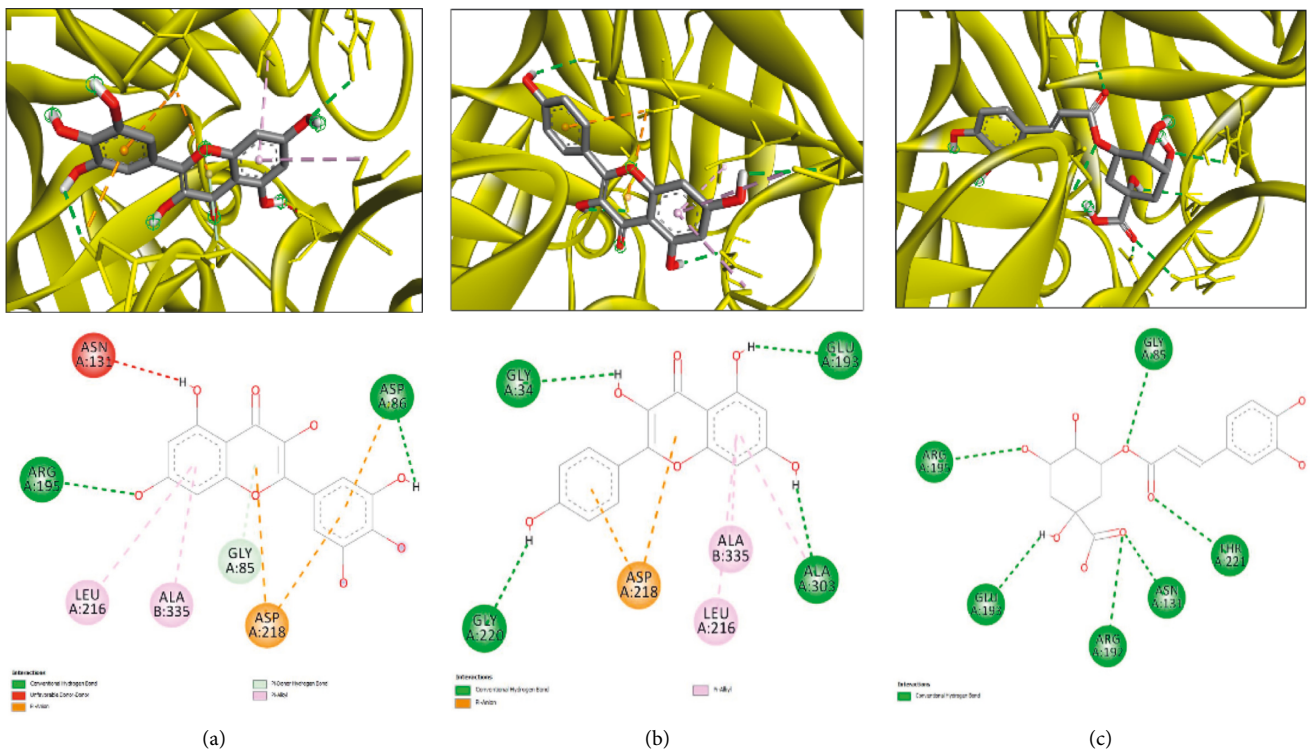 ASN
A:131
H
O
O
O
ASP
A:86
ARG
A:195
O
O
O
H
O
O
GLY
A:85
LEU
A:216
ALA
B:335
ASP
A:218
Interactions
Conventional Hydrogen Bond
Unfavorable Donor-Donor
Pi-Anion
Pi-Donor Hydrogen Bond
Pi-Alkyl
(a)
GLY
A:34
H
O
O
H
O
GLU
A:193
O
O
H
O
H
GLY
A:220
ASP
A:218
ALA
B:335
LEU
A:216
ALA
A:303
Interactions
Conventional Hydrogen Bond
Pi-Anion
Pi-Alkyl
(b)
GLY
A:85
ARG
A:195
O
O
O
O
O
O
H
O
O
O
THR
A:221
GLU
A:193
ASN
A:131
ARG
A:192
Interactions
Conventional Hydrogen Bond
(c)